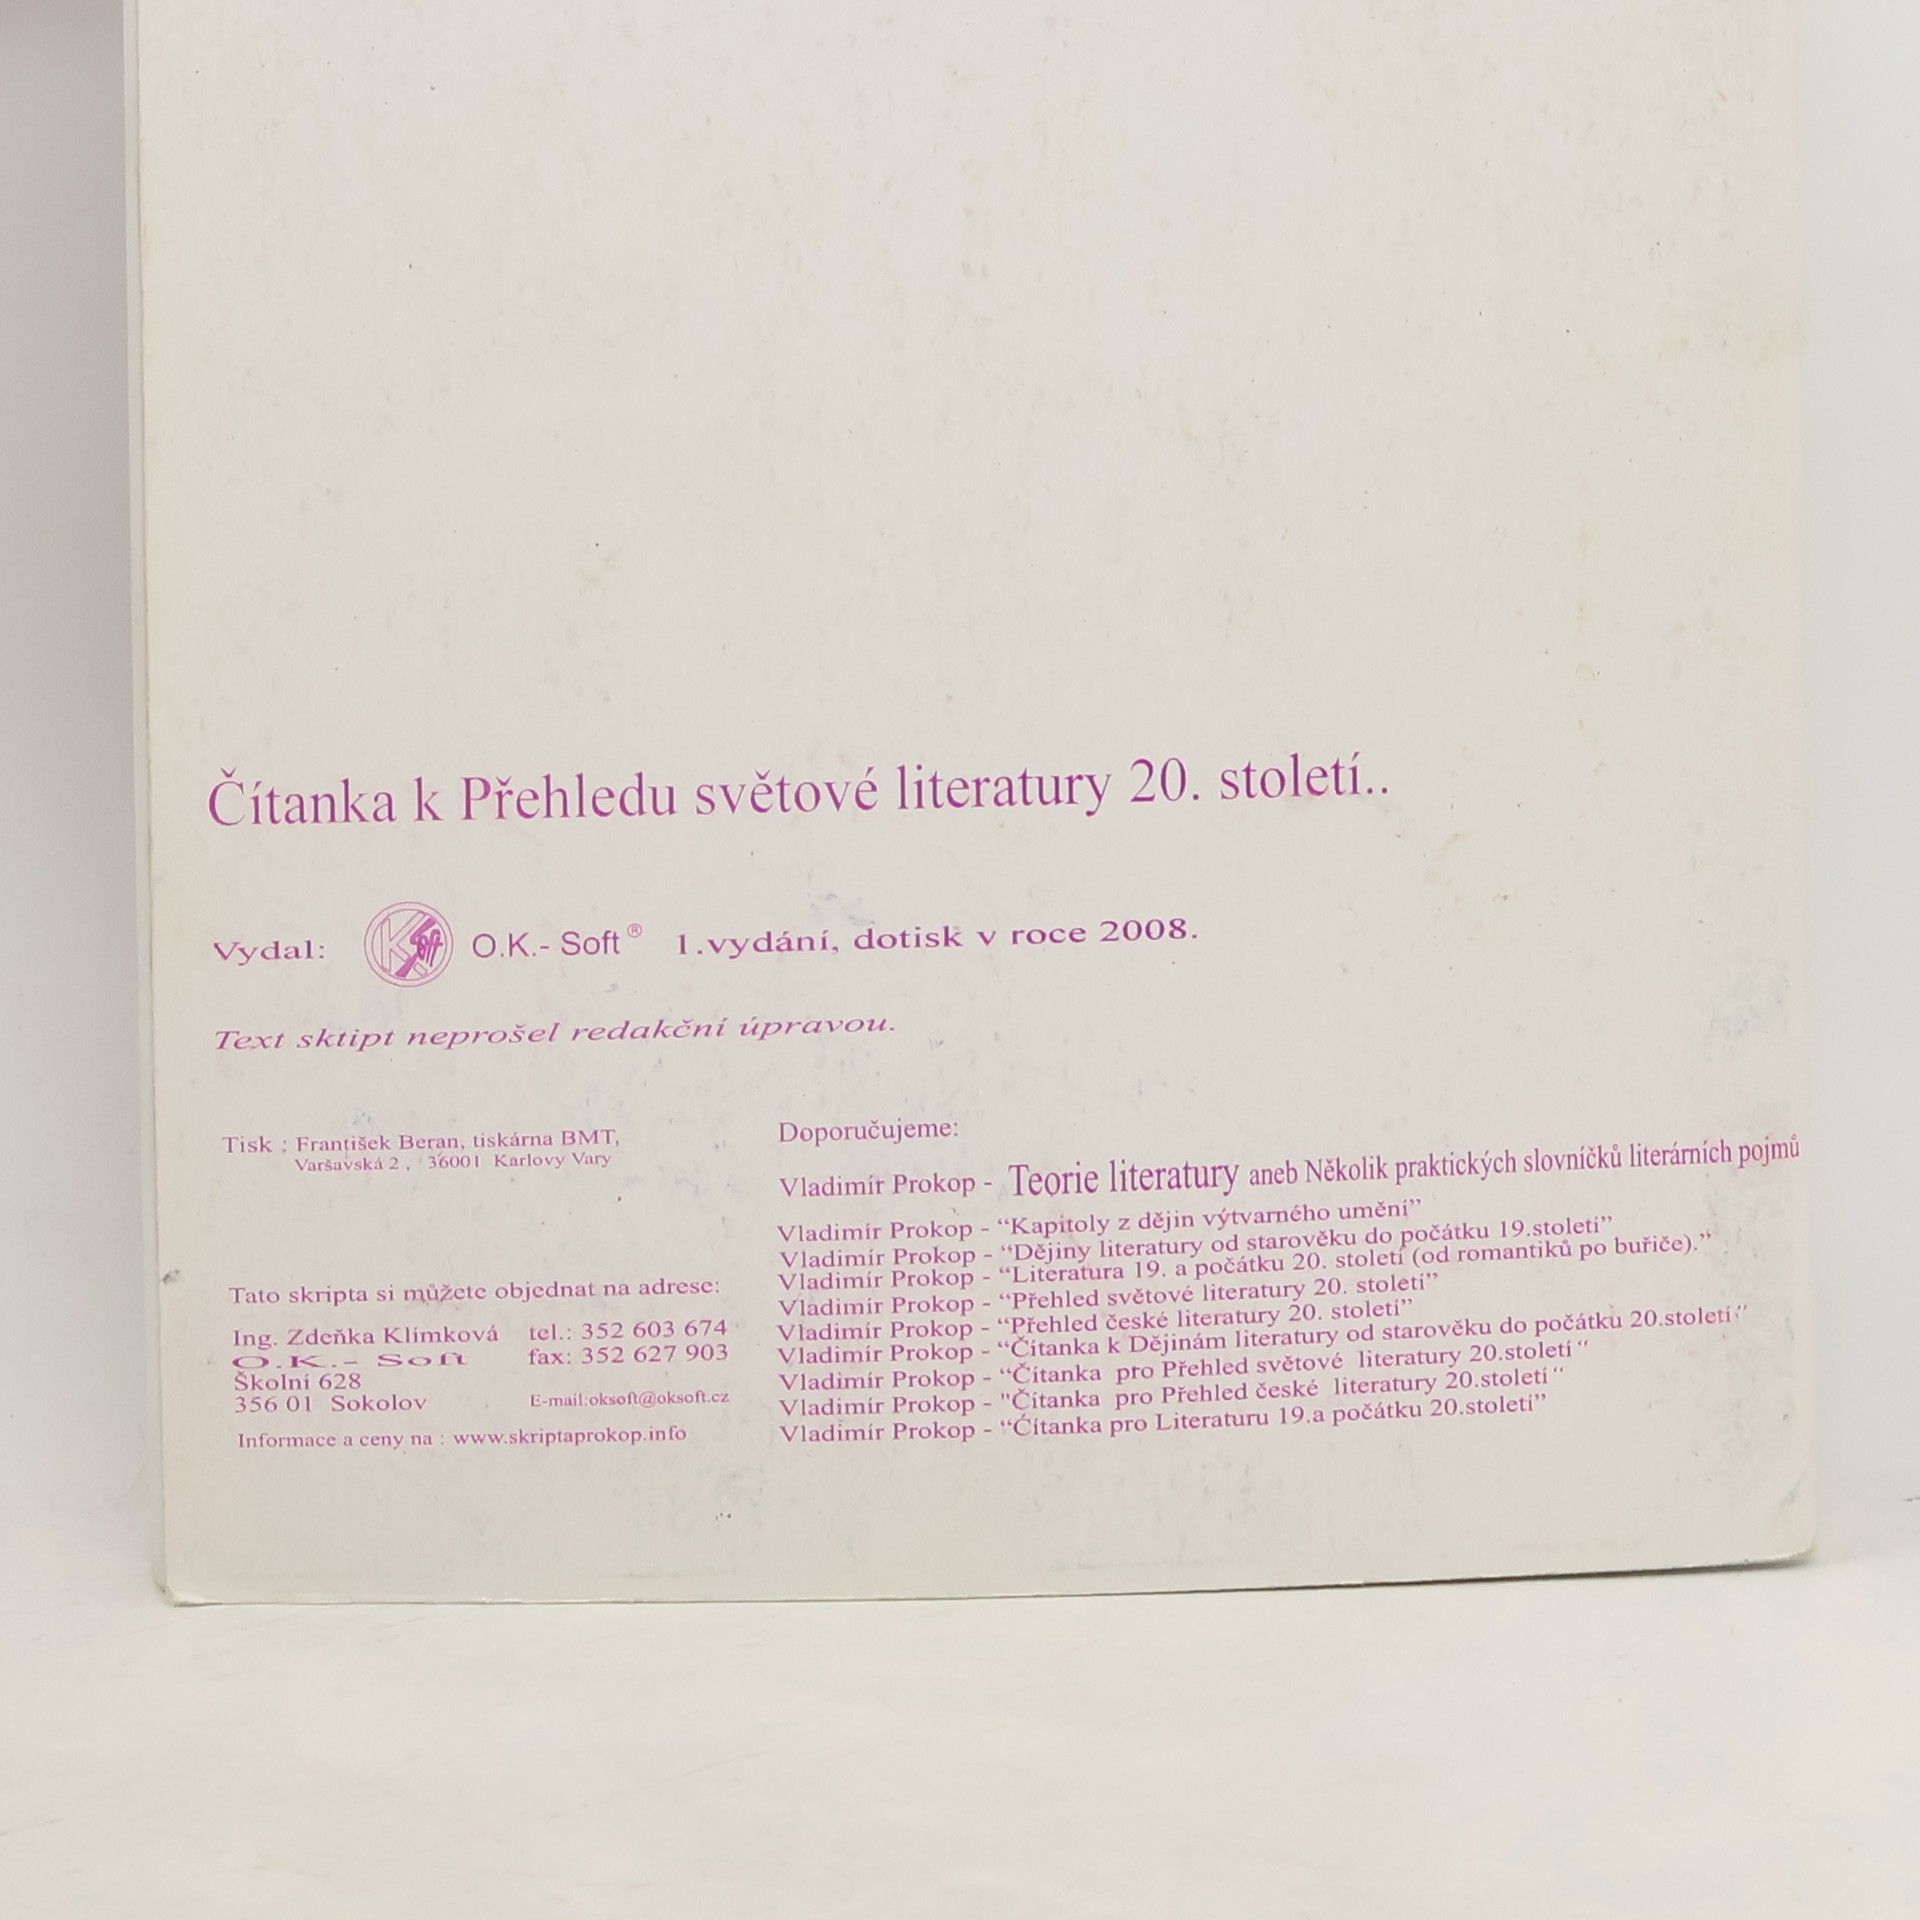 Čítanka k Přehledu světové literatury 20. století..
Vydal: K Soft O.K.- Soft ® 1.vydání, dotisk v roce 2008.
Text sktipt neprošel redakční úpravou.
Tisk : František Beran, tiskárna BMT,
Varšavská 2 , 36001 Karlovy Vary
Tato skripta si můžete objednat na adrese:
Ing. Zdeňka Klímková tel.: 352 603 674
O.K.- Soft fax: 352 627 903
Školní 628
356 01 Sokolov E-mail:oksoft@oksoft.cz
Informace a ceny na : www.skriptaprokop.info
Doporučujeme:
Vladimír Prokop - Teorie literatury aneb Několik praktických slovníčků literárních pojmů
Vladimír Prokop - “Kapitoly z dějin výtvarného umění”
Vladimír Prokop - “Dějiny literatury od starověku do počátku 19.století”
Vladimír Prokop - “Literatura 19. a počátku 20. století (od romantiků po buřiče).”
Vladimír Prokop - “Přehled světové literatury 20. století”
Vladimír Prokop - “Přehled české literatury 20. století”
Vladimír Prokop - “Čítanka k Dějinám literatury od starověku do počátku 20.století.”
Vladimír Prokop - “Čítanka pro Přehled světové literatury 20.století “
Vladimír Prokop - "Čítanka pro Přehled české literatury 20.století “
Vladimír Prokop - “Čítanka pro Literaturu 19.a počátku 20.století”